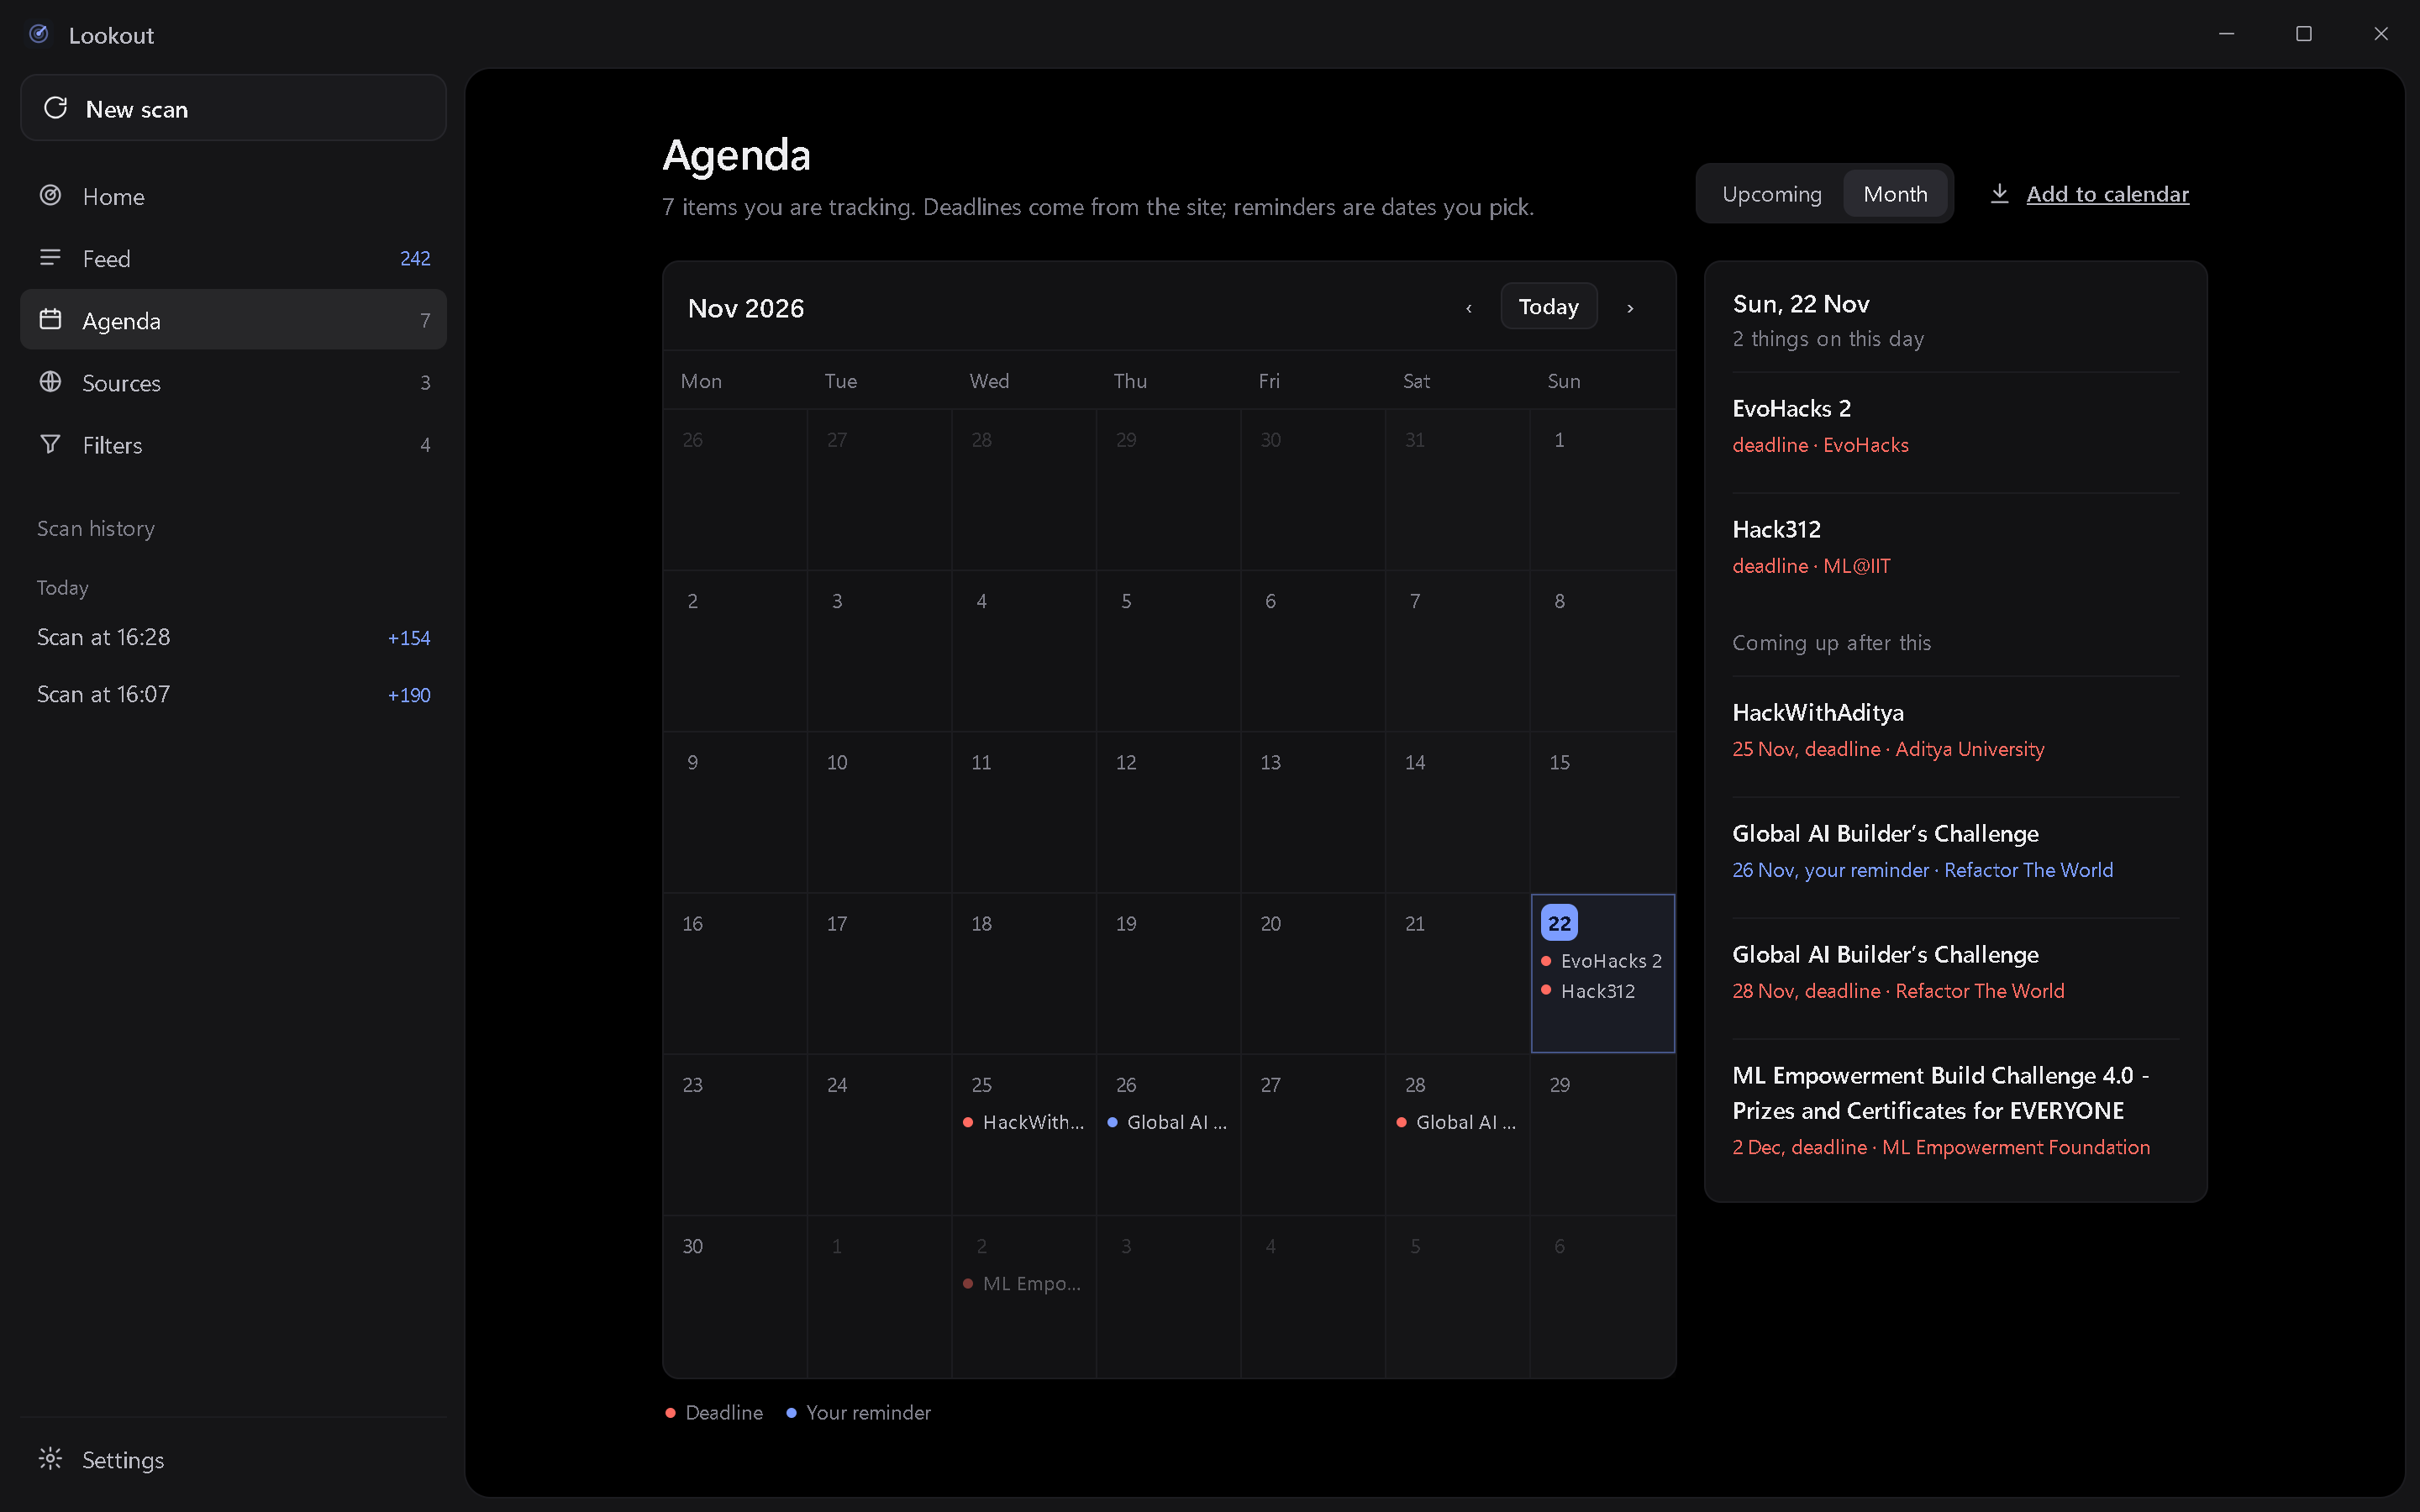 Lookout
New scan
Home
Feed 242
Agenda 7
Sources 3
Filters 4
Scan history
Today
Scan at 16:28 +154
Scan at 16:07 +190
Settings
Agenda
7 items you are tracking. Deadlines come from the site; reminders are dates you pick.
Upcoming Month Add to calendar
Nov 2026 ‹ Today ›
Mon Tue Wed Thu Fri Sat Sun
26 27 28 29 30 31 1
2 3 4 5 6 7 8
9 10 11 12 13 14 15
16 17 18 19 20 21 22
EvoHacks 2
Hack312
23 24 25 26 27 28 29
HackWith... Global AI ... Global AI ...
30 1 2 3 4 5 6
ML Empo...
Deadline Your reminder
Sun, 22 Nov
2 things on this day
EvoHacks 2
deadline · EvoHacks
Hack312
deadline · ML@IIT
Coming up after this
HackWithAditya
25 Nov, deadline · Aditya University
Global AI Builder's Challenge
26 Nov, your reminder · Refactor The World
Global AI Builder's Challenge
28 Nov, deadline · Refactor The World
ML Empowerment Build Challenge 4.0 -
Prizes and Certificates for EVERYONE
2 Dec, deadline · ML Empowerment Foundation